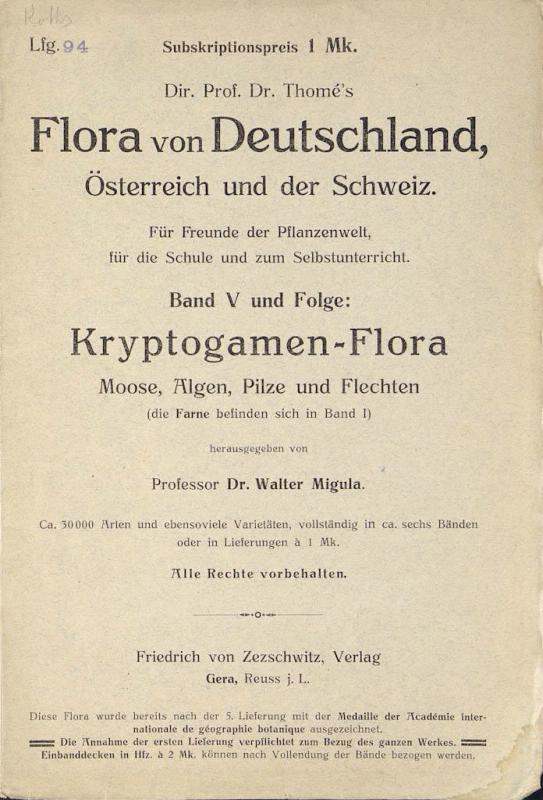 Lfg. 94
Subskriptionspreis 1 Mk.
Dir. Prof. Dr. Thomé's
Flora von Deutschland,
Österreich und der Schweiz.
Für Freunde der Pflanzenwelt,
für die Schule und zum Selbstunterricht.
Band V und Folge:
Kryptogamen-Flora
Moose, Algen, Pilze und Flechten
(die Farne befinden sich in Band I)
herausgegeben von
Professor Dr. Walter Migula.
Ca. 30000 Arten und ebensoviele Varietäten, vollständig in ca. sechs Bänden
oder in Lieferungen à 1 Mk.
Alle Rechte vorbehalten.
Friedrich von Zezschwitz, Verlag
Gera, Reuss j. L.
Diese Flora wurde bereits nach der 5. Lieferung mit der Medaille der Académie inter-
nationale de géographie botanique ausgezeichnet.
Die Annahme der ersten Lieferung verpflichtet zum Bezug des ganzen Werkes.
Einbanddecken in Hfz. à 2 Mk. können nach Vollendung der Bände bezogen werden.